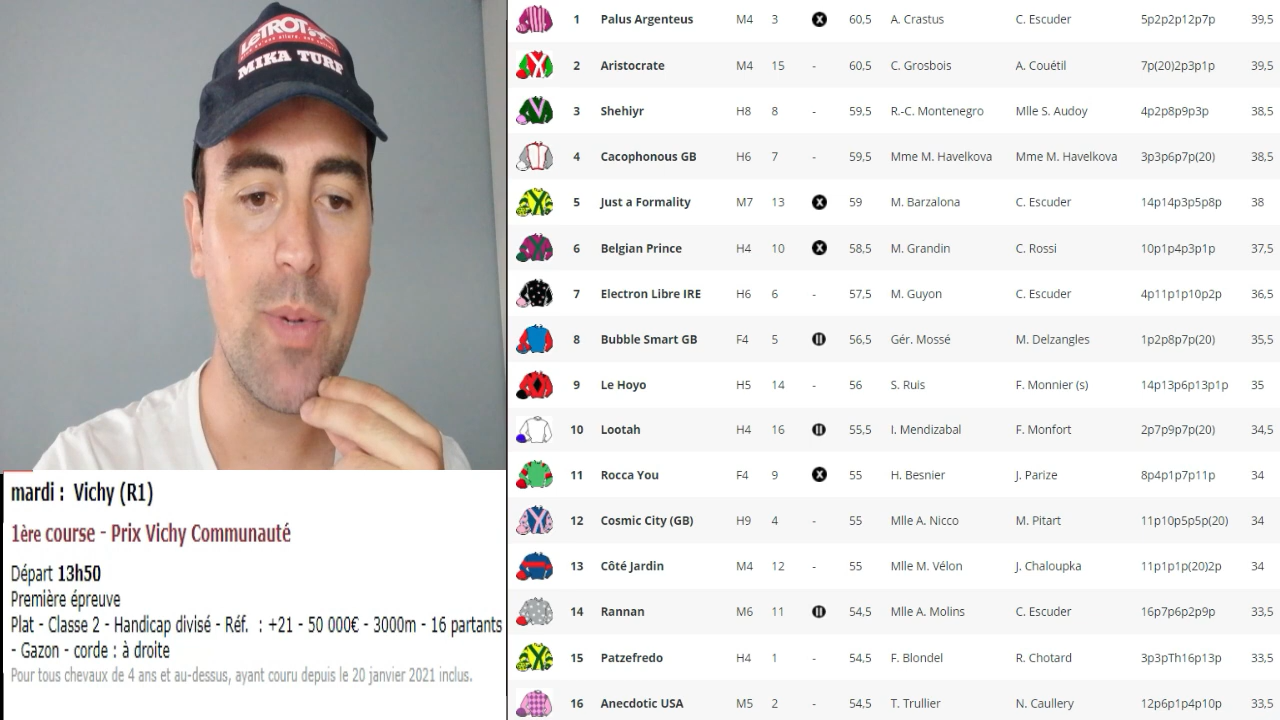 LeTROT
MIKA TURF
mardi : Vichy (R1)
1ère course - Prix Vichy Communauté
Départ 13h50
Première épreuve
Plat - Classe 2 - Handicap divisé - Réf. : +21 - 50 000€ - 3000m - 16 partants
- Gazon - corde : à droite
Pour tous chevaux de 4 ans et au-dessus, ayant couru depuis le 20 janvier 2021 inclus.
1 Palus Argenteus M4 3 X 60,5 A. Crastus C. Escuder 5p2p2p12p7p 39,5
2 Aristocrate M4 15 - 60,5 C. Grosbois A. Couétil 7p(20)2p3p1p 39,5
3 Shehiyr H8 8 - 59,5 R.-C. Montenegro Mlle S. Audoy 4p2p8p9p3p 38,5
4 Cacophonous GB H6 7 - 59,5 Mme M. Havelkova Mme M. Havelkova 3p3p6p7p(20) 38,5
5 Just a Formality M7 13 X 59 M. Barzalona C. Escuder 14p14p3p5p8p 38
6 Belgian Prince H4 10 X 58,5 M. Grandin C. Rossi 10p1p4p3p1p 37,5
7 Electron Libre IRE H6 6 - 57,5 M. Guyon C. Escuder 4p11p1p10p2p 36,5
8 Bubble Smart GB F4 5 56,5 Gér. Mossé M. Delzangles 1p2p8p7p(20) 35,5
9 Le Hoyo H5 14 - 56 S. Ruis F. Monnier (s) 14p13p6p13p1p 35
10 Lootah H4 16 55,5 I. Mendizabal F. Monfort 2p7p9p7p(20) 34,5
11 Rocca You F4 9 X 55 H. Besnier J. Parize 8p4p1p7p11p 34
12 Cosmic City (GB) H9 4 - 55 Mlle A. Nicco M. Pitart 11p10p5p5p(20) 34
13 Côté Jardin M4 12 - 55 Mlle M. Vélon J. Chaloupka 11p1p1p(20)2p 34
14 Rannan M6 11 54,5 Mlle A. Molins C. Escuder 16p7p6p2p9p 33,5
15 Patzefredo H4 1 - 54,5 F. Blondel R. Chotard 3p3pTh16p13p 33,5
16 Anecdotic USA M5 2 - 54,5 T. Trullier N. Caullery 12p6p1p4p10p 33,5